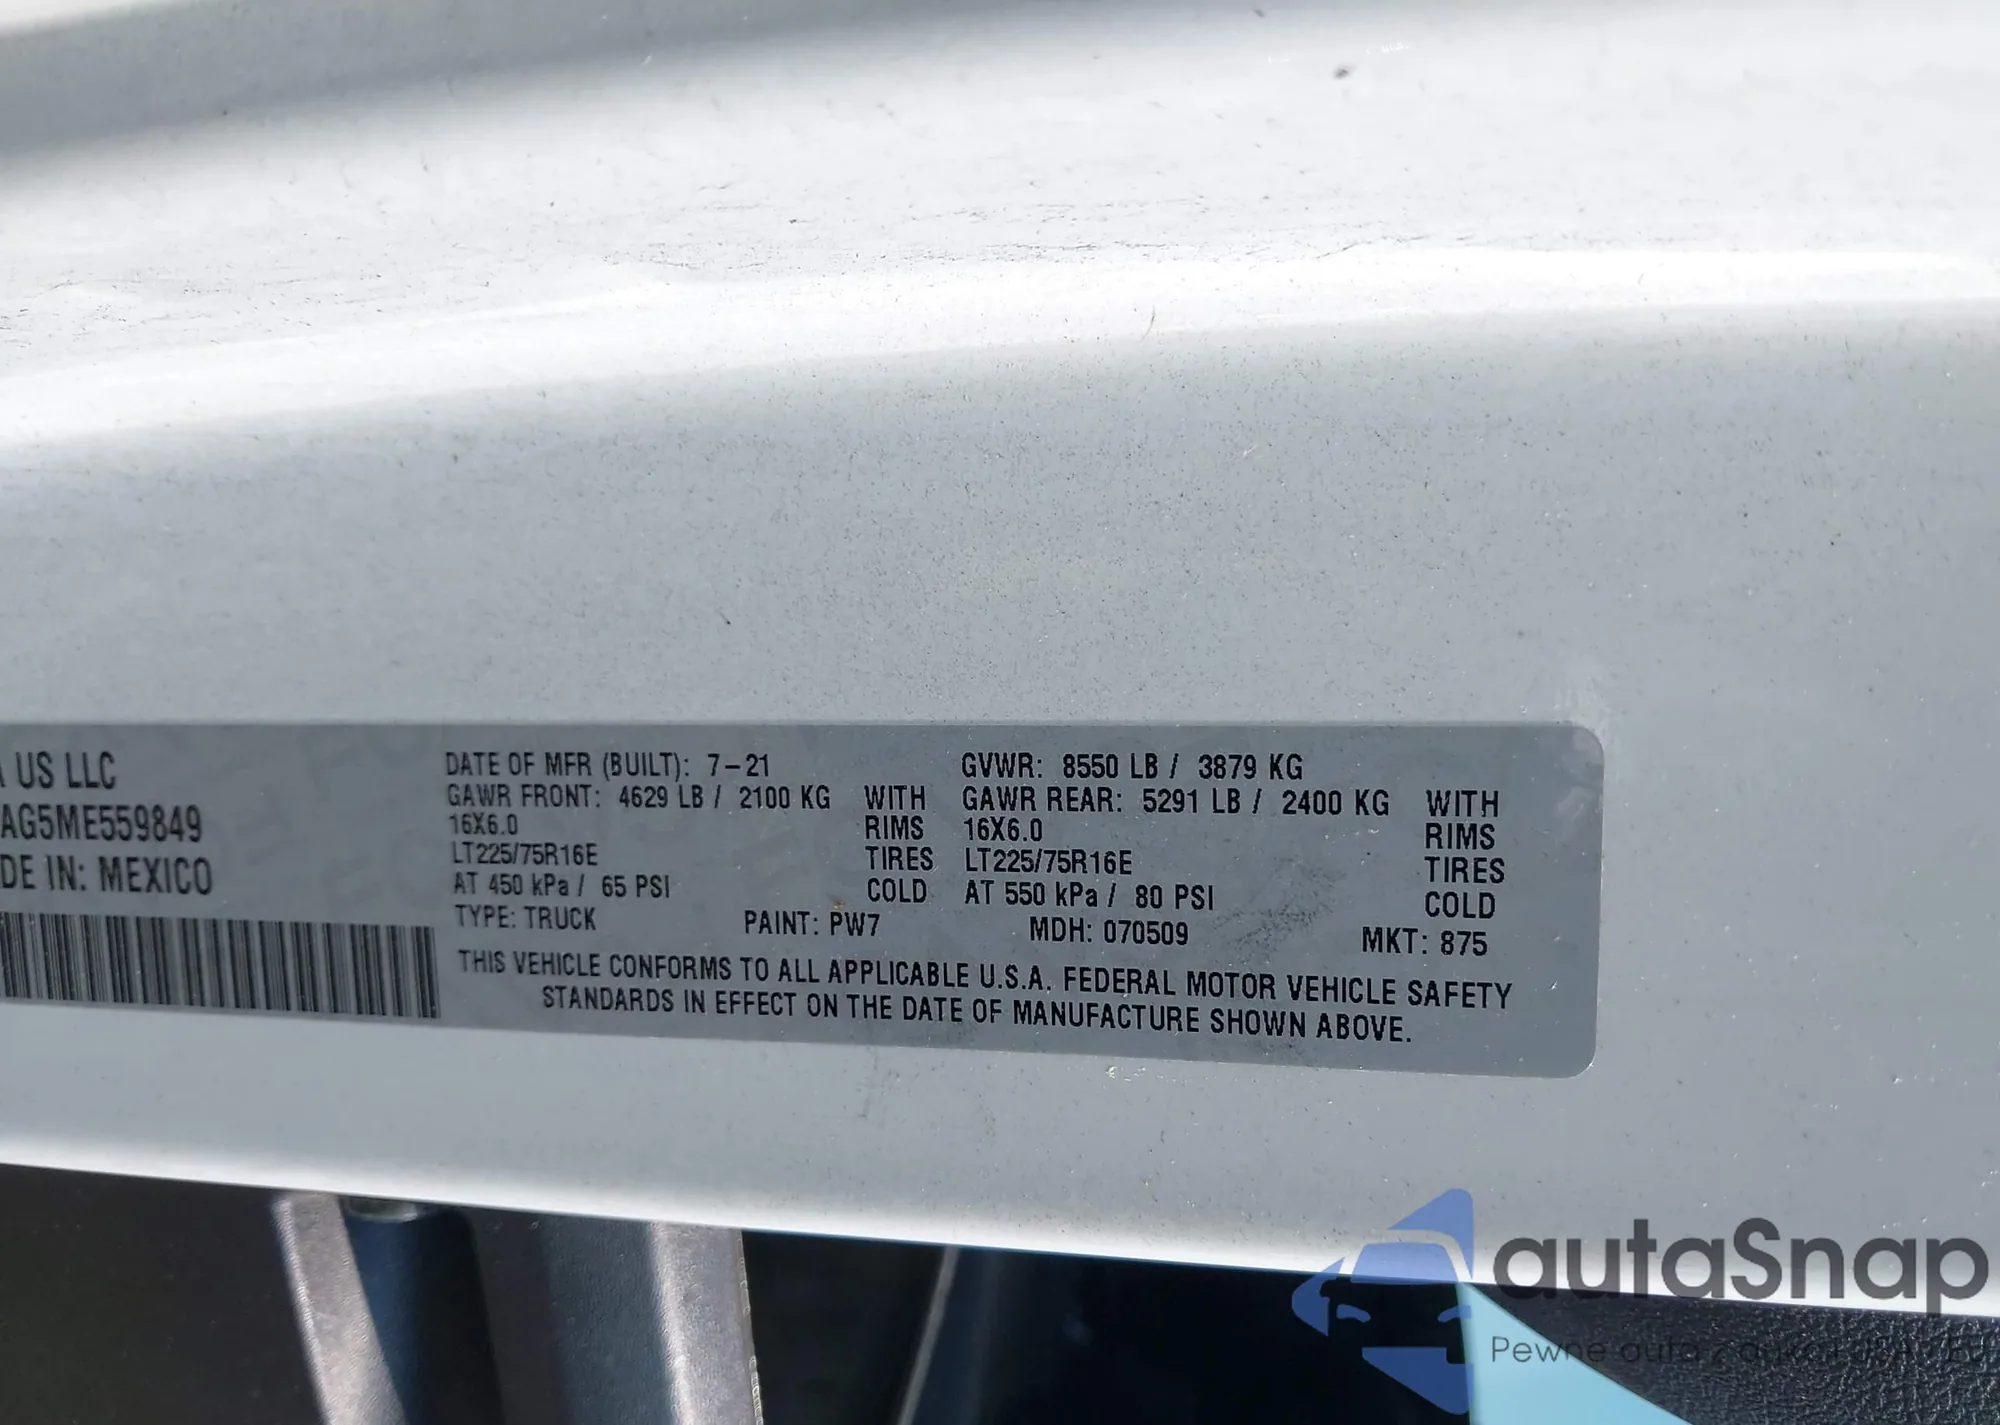 US LLC
AG5ME559849
DE IN: MEXICO
DATE OF MFR (BUILT): 7-21
GAWR FRONT: 4629 LB / 2100 KG WITH
16X6.0 RIMS
LT225/75R16E TIRES
AT 450 kPa / 65 PSI COLD
GVWR: 8550 LB / 3879 KG
GAWR REAR: 5291 LB / 2400 KG WITH
16X6.0 RIMS
LT225/75R16E TIRES
AT 550 kPa / 80 PSI COLD
TYPE: TRUCK PAINT: PW7 MDH: 070509 MKT: 875
THIS VEHICLE CONFORMS TO ALL APPLICABLE U.S.A. FEDERAL MOTOR VEHICLE SAFETY
STANDARDS IN EFFECT ON THE DATE OF MANUFACTURE SHOWN ABOVE.
autaSnap
Pewne auta z aukcji USA